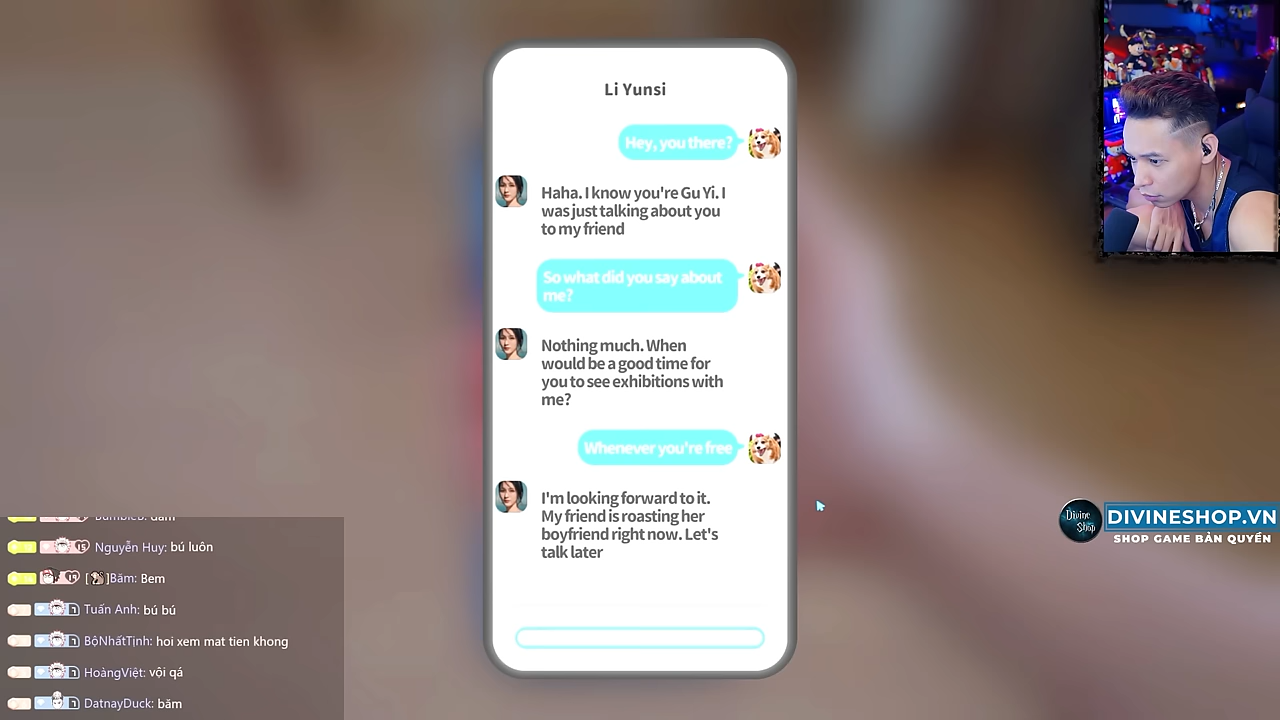 Li Yunsi
Hey, you there?
Haha. I know you're Gu Yi. I
was just talking about you
to my friend
So what did you say about
me?
Nothing much. When
would be a good time for
you to see exhibitions with
me?
Whenever you're free
I'm looking forward to it.
My friend is roasting her
boyfriend right now. Let's
talk later
Nguyễn Huy: bú luôn
[]Băm: Bem
Tuấn Anh: bú bú
BộNhấtTịnh: hoi xem mat tien khong
HoàngViệt: vội qá
DatnayDuck: băm
Divine
Shop
DIVINESHOP.VN
SHOP GAME BẢN QUYỀN